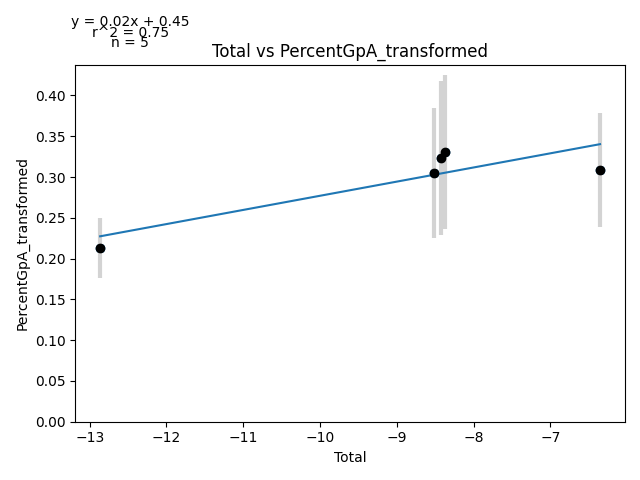 y = 0.02x + 0.45
r^2 = 0.75
n = 5
Total vs PercentGpA_transformed
0.40
0.35
0.30
0.25
0.20
0.15
0.10
0.05
0.00
PercentGpA_transformed
−13 −12 −11 −10 −9 −8 −7
Total